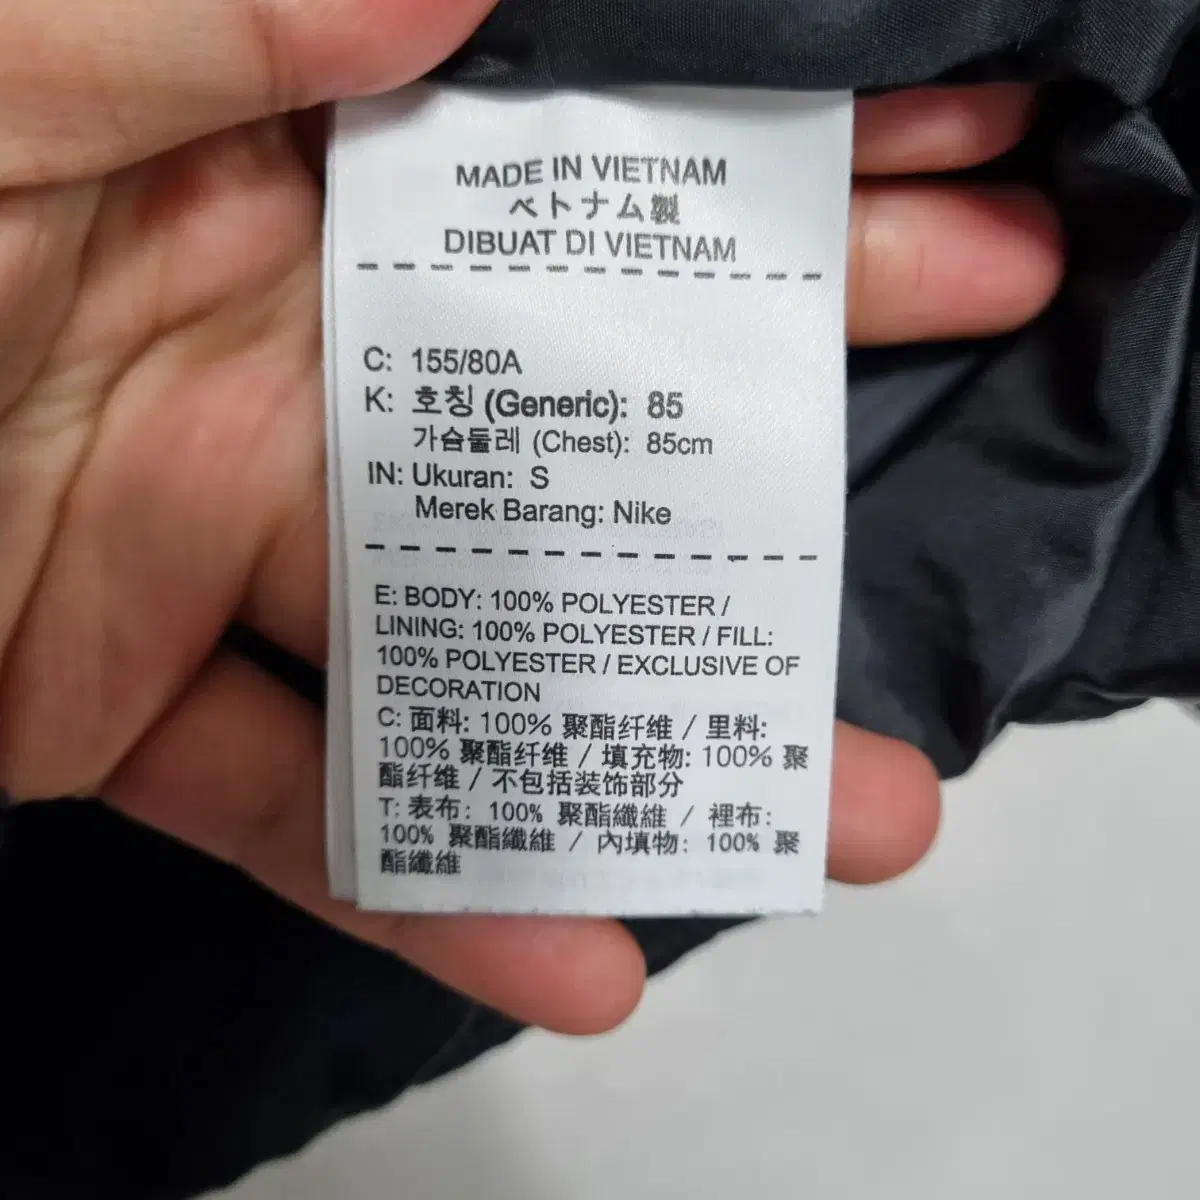 MADE IN VIETNAM
ベトナム製
DIBUAT DI VIETNAM
C: 155/80A
K: 호칭 (Generic): 85
가슴둘레 (Chest): 85cm
IN: Ukuran: S
Merek Barang: Nike
E: BODY: 100% POLYESTER /
LINING: 100% POLYESTER / FILL:
100% POLYESTER / EXCLUSIVE OF
DECORATION
C: 面料: 100% 聚酯纤维 / 里料:
100% 聚酯纤维 / 填充物: 100% 聚
酯纤维 / 不包括装饰部分
T: 表布: 100% 聚酯纖維 / 裡布:
100% 聚酯纖維 / 內填物: 100% 聚
酯纖維